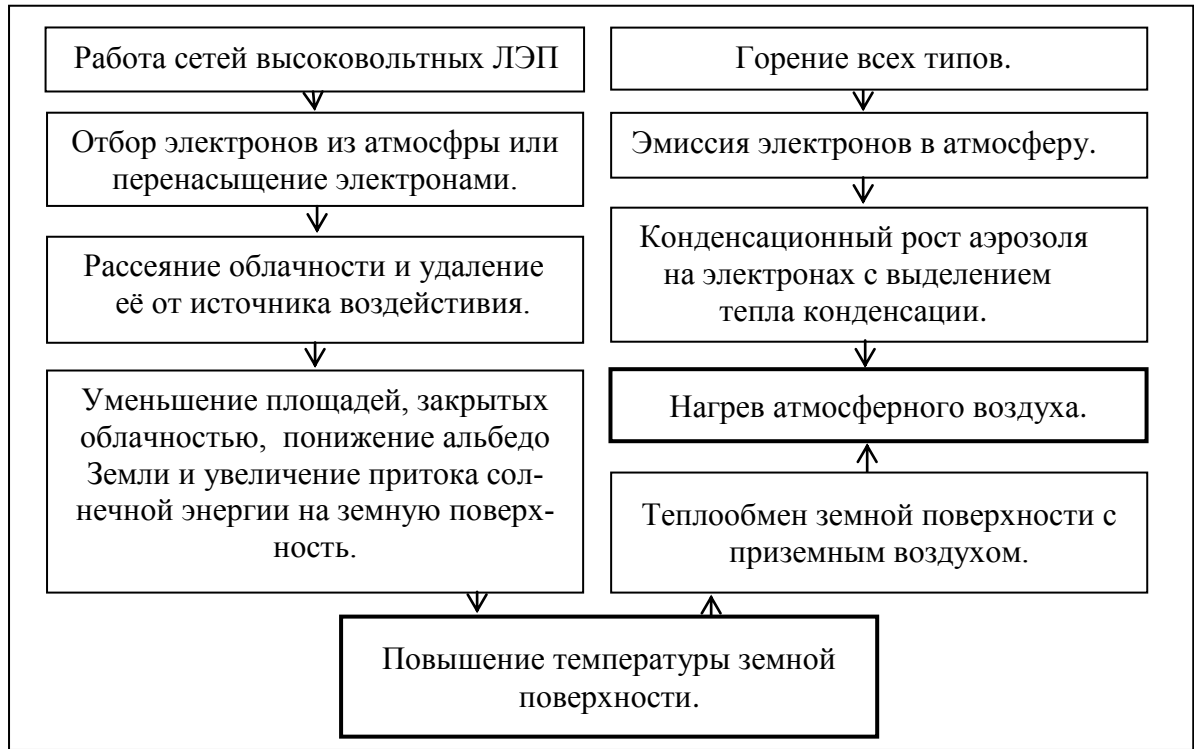 Работа сетей высоковольтных ЛЭП
Отбор электронов из атмосфры или
перенасыщение электронами.
Рассеяние облачности и удаление
её от источника воздейстивия.
Уменьшение площадей, закрытых
облачностью, понижение альбедо
Земли и увеличение притока сол-
нечной энергии на земную поверх-
ность.
Горение всех типов.
Эмиссия электронов в атмосферу.
Конденсационный рост аэрозоля
на электронах с выделением
тепла конденсации.
Нагрев атмосферного воздуха.
Теплообмен земной поверхности с
приземным воздухом.
Повышение температуры земной
поверхности.